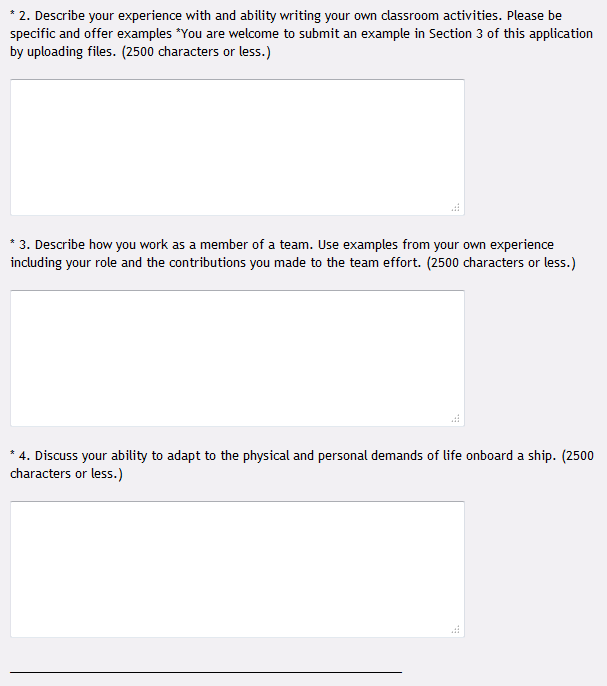 * 2. Describe your experience with and ability writing your own classroom activities. Please be
specific and offer examples *You are welcome to submit an example in Section 3 of this application
by uploading files. (2500 characters or less.)
* 3. Describe how you work as a member of a team. Use examples from your own experience
including your role and the contributions you made to the team effort. (2500 characters or less.)
* 4. Discuss your ability to adapt to the physical and personal demands of life onboard a ship. (2500
characters or less.)